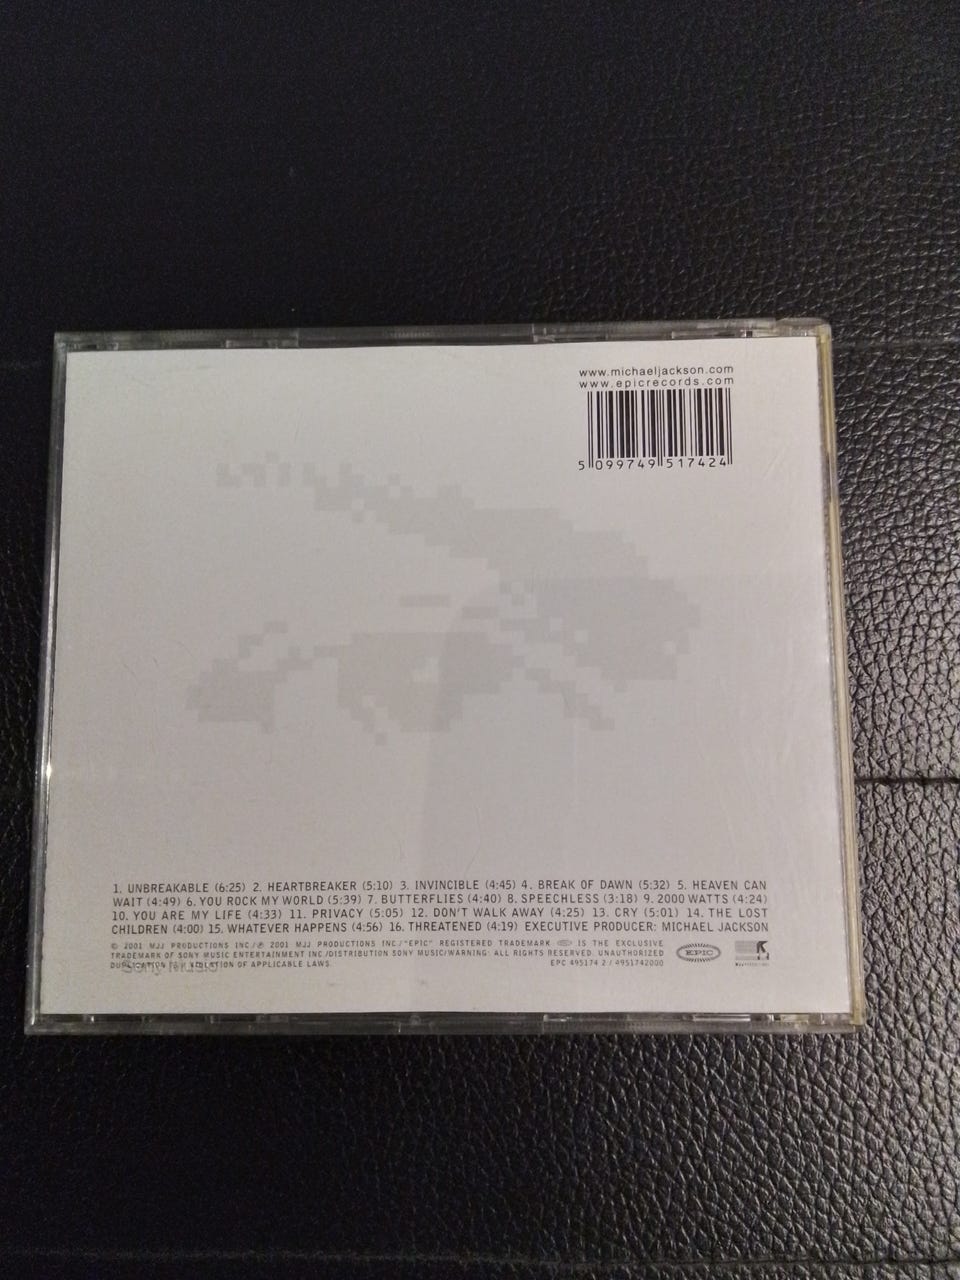 www.michaeljackson.com
www.epicrecords.com
5 099749 517424
1. UNBREAKABLE (6:25) 2. HEARTBREAKER (5:10) 3. INVINCIBLE (4:45) 4. BREAK OF DAWN (5:32) 5. HEAVEN CAN
WAIT (4:49) 6. YOU ROCK MY WORLD (5:39) 7. BUTTERFLIES (4:40) 8. SPEECHLESS (3:18) 9. 2000 WATTS (4:24)
10. YOU ARE MY LIFE (4:33) 11. PRIVACY (5:05) 12. DON'T WALK AWAY (4:25) 13. CRY (5:01) 14. THE LOST
CHILDREN (4:00) 15. WHATEVER HAPPENS (4:56) 16. THREATENED (4:19) EXECUTIVE PRODUCER: MICHAEL JACKSON
© 2001 MJJ PRODUCTIONS INC/℗ 2001 MJJ PRODUCTIONS INC/"EPIC" REGISTERED TRADEMARK IS THE EXCLUSIVE
TRADEMARK OF SONY MUSIC ENTERTAINMENT INC/DISTRIBUTION SONY MUSIC/WARNING: ALL RIGHTS RESERVED. UNAUTHORIZED
DUPLICATION IS A VIOLATION OF APPLICABLE LAWS. EPC 495174 2 / 4951742000
Sony Music
EPIC